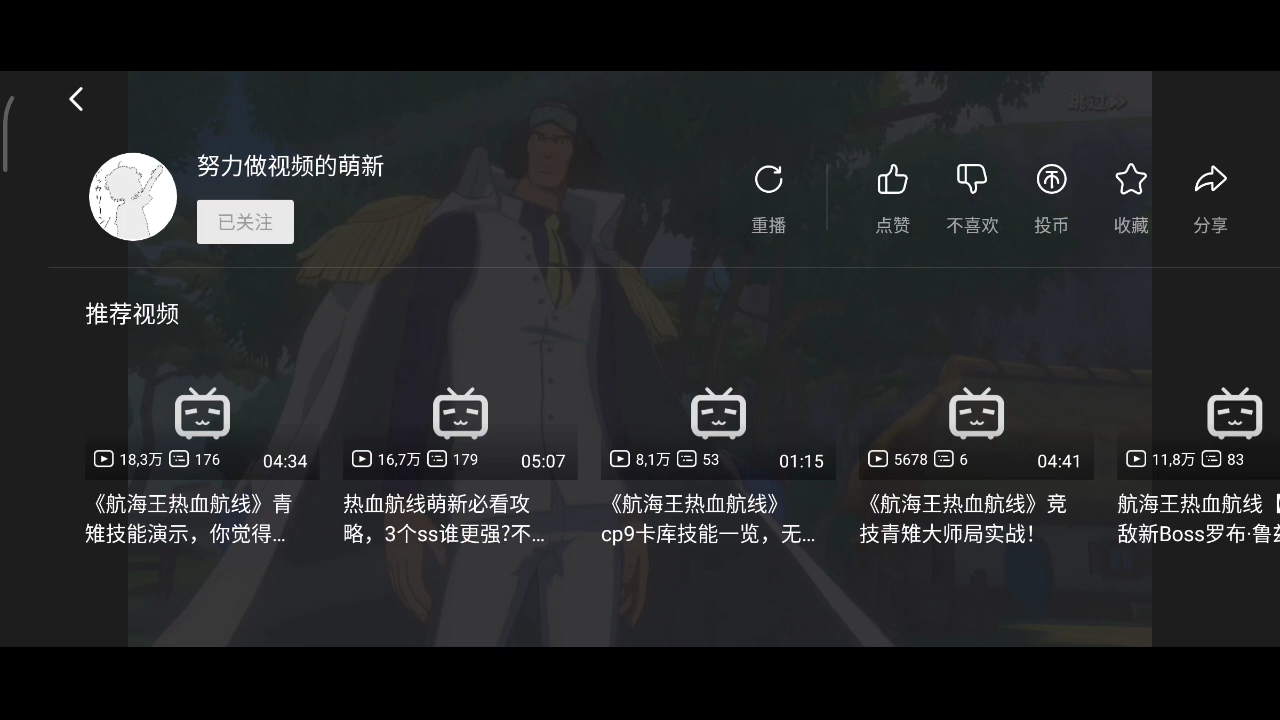 跳过
努力做视频的萌新
已关注
重播
点赞
不喜欢
投币
收藏
分享
推荐视频
18,3万 176 04:34
16,7万 179 05:07
8,1万 53 01:15
5678 6 04:41
11,8万 83
《航海王热血航线》青
雉技能演示，你觉得...
热血航线萌新必看攻
略，3个ss谁更强?不...
《航海王热血航线》
cp9卡库技能一览，无...
《航海王热血航线》竞
技青雉大师局实战！
航海王热血航线【
敌新Boss罗布·鲁